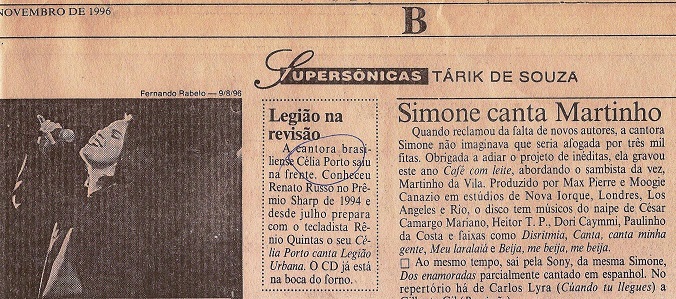 NOVEMBRO DE 1996
B
SUPERSÔNICAS TÁRIK DE SOUZA
Fernando Rabelo — 9/8/96
Legião na
revisão
A cantora brasi-
liense Célia Porto saiu
na frente. Conheceu
Renato Russo no Prê-
mio Sharp de 1994 e
desde julho prepara
com o tecladista Rê-
nio Quintas o seu Cé-
lia Porto canta Legião
Urbana. O CD já está
na boca do forno.
Simone canta Martinho
Quando reclamou da falta de novos autores, a cantora
Simone não imaginava que seria afogada por três mil
fitas. Obrigada a adiar o projeto de inéditas, ela gravou
este ano Café com leite, abordando o sambista da vez,
Martinho da Vila. Produzido por Max Pierre e Moogie
Canazio em estúdios de Nova Iorque, Londres, Los
Angeles e Rio, o disco tem músicos do naipe de César
Camargo Mariano, Heitor T. P., Dori Caymmi, Paulinho
da Costa e faixas como Disritmia, Canta, canta minha
gente, Meu laralaiá e Beija, me beija, me beija.
□ Ao mesmo tempo, sai pela Sony, da mesma Simone,
Dos enamorados parcialmente cantado em espanhol. No
repertório há de Carlos Lyra (Cúando tu llegues) a